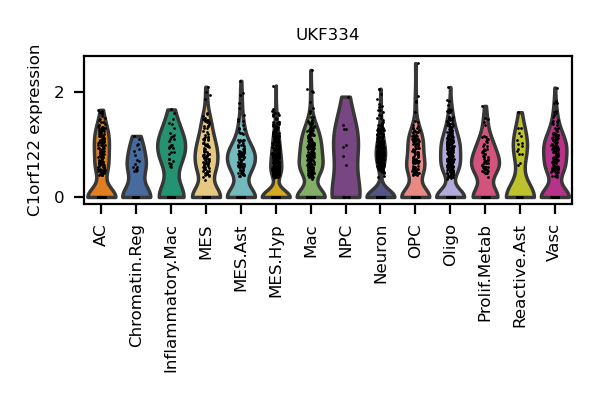 UKF334
C1orf122 expression
2
0
AC
Chromatin.Reg
Inflammatory.Mac
MES
MES.Ast
MES.Hyp
Mac
NPC
Neuron
OPC
Oligo
Prolif.Metab
Reactive.Ast
Vasc